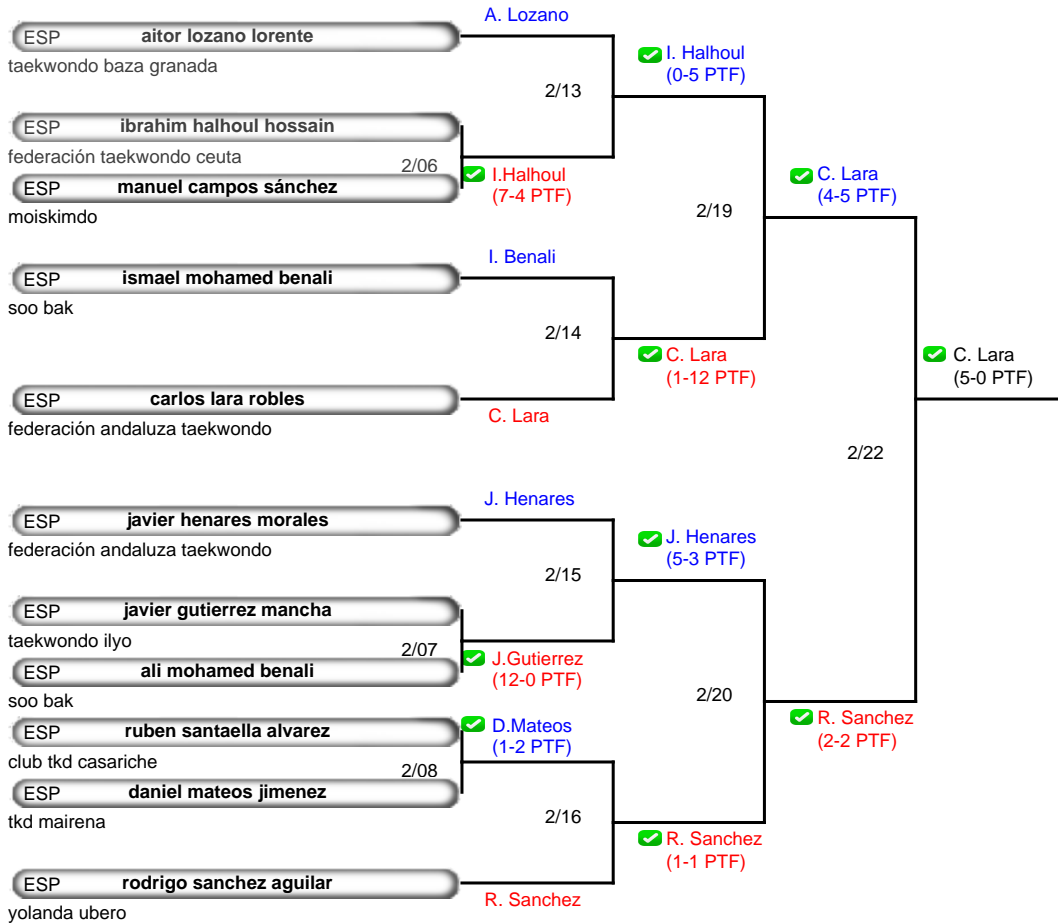 A. Lozano
ESP aitor lozano lorente
taekwondo baza granada
2/13
I. Halhoul
(0-5 PTF)
ESP ibrahim halhoul hossain
federación taekwondo ceuta
2/06
I.Halhoul
(7-4 PTF)
ESP manuel campos sánchez
moiskimdo
2/19
C. Lara
(4-5 PTF)
I. Benali
ESP ismael mohamed benali
soo bak
2/14
C. Lara
(1-12 PTF)
ESP carlos lara robles
federación andaluza taekwondo
C. Lara
C. Lara
(5-0 PTF)
2/22
J. Henares
ESP javier henares morales
federación andaluza taekwondo
2/15
J. Henares
(5-3 PTF)
ESP javier gutierrez mancha
taekwondo ilyo
2/07
J.Gutierrez
(12-0 PTF)
ESP ali mohamed benali
soo bak
2/20
R. Sanchez
(2-2 PTF)
ESP ruben santaella alvarez
club tkd casariche
D.Mateos
(1-2 PTF)
2/08
ESP daniel mateos jimenez
tkd mairena
2/16
R. Sanchez
(1-1 PTF)
ESP rodrigo sanchez aguilar
yolanda ubero
R. Sanchez